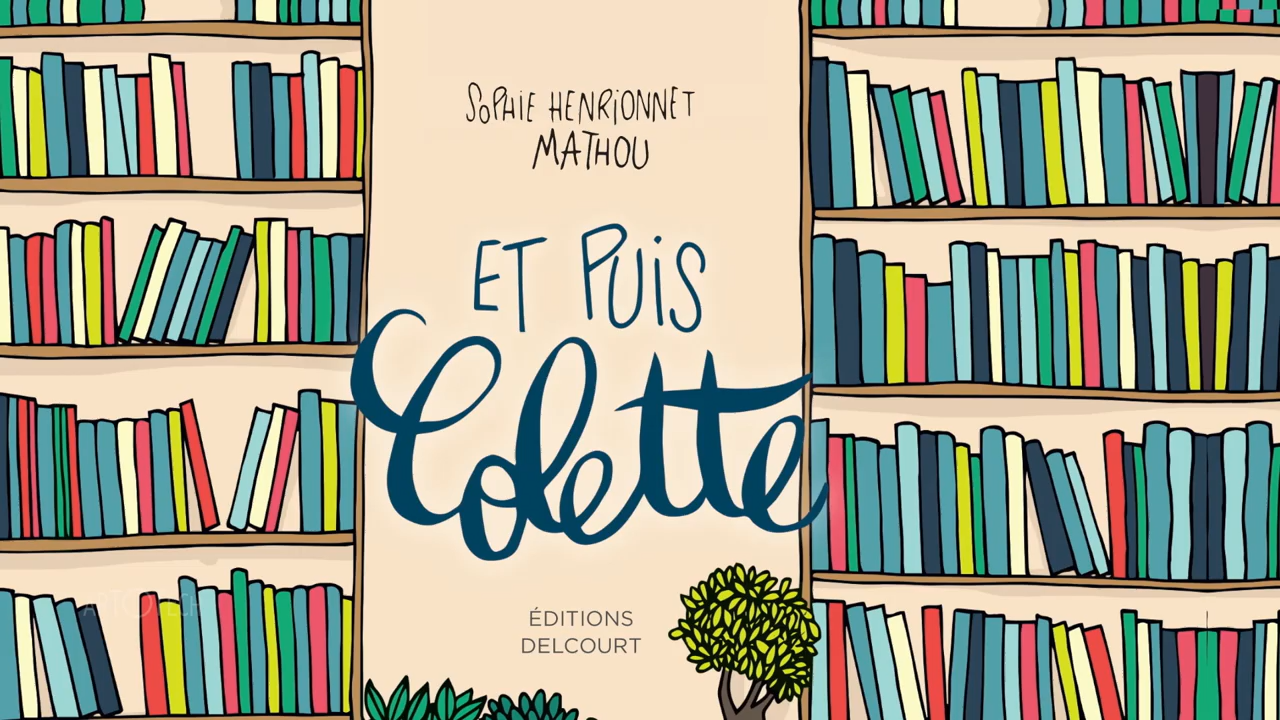 SOPHIE HENRIONNET
MATHOU
ET PUIS
Colette
ÉDITIONS
DELCOURT